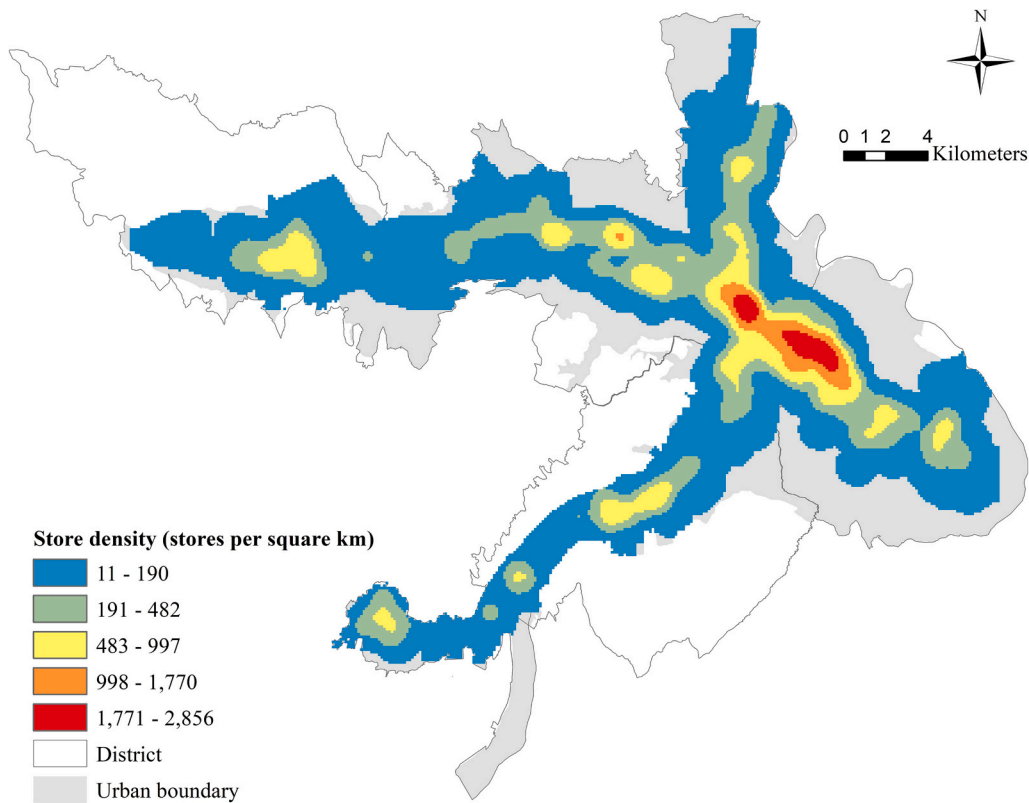 N
0 1 2 4
Kilometers
Store density (stores per square km)
11 - 190
191 - 482
483 - 997
998 - 1,770
1,771 - 2,856
District
Urban boundary